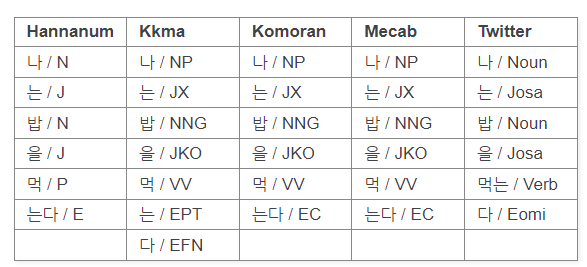 Hannanum Kkma Komoran Mecab Twitter
나 / N 나 / NP 나 / NP 나 / NP 나 / Noun
는 / J 는 / JX 는 / JX 는 / JX 는 / Josa
밥 / N 밥 / NNG 밥 / NNG 밥 / NNG 밥 / Noun
을 / J 을 / JKO 을 / JKO 을 / JKO 을 / Josa
먹 / P 먹 / VV 먹 / VV 먹 / VV 먹는 / Verb
는다 / E 는 / EPT 는다 / EC 는다 / EC 다 / Eomi
다 / EFN